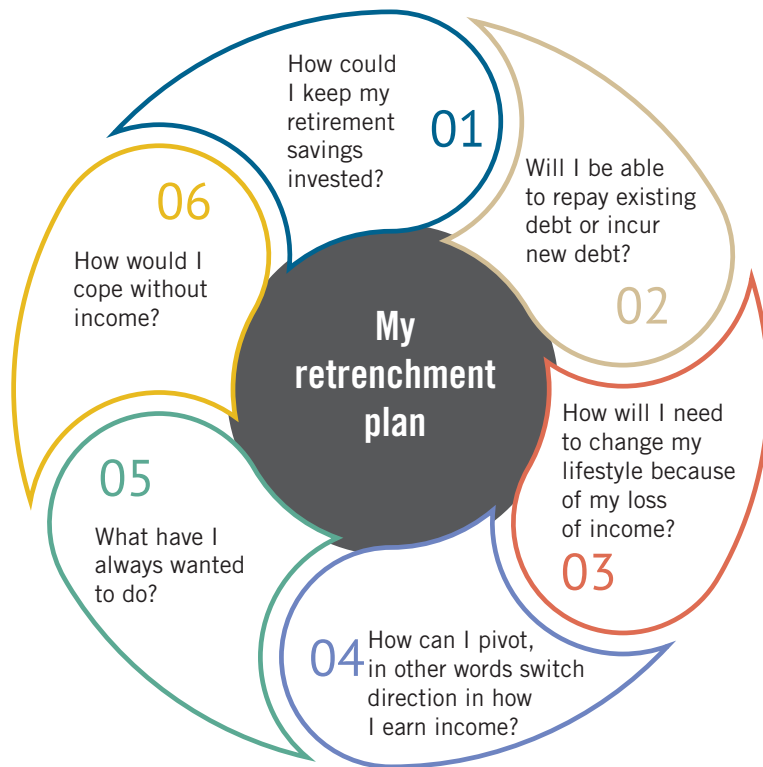 My
retrenchment
plan
How could
I keep my
retirement
savings
invested?
01
Will I be able
to repay existing
debt or incur
new debt?
02
How will I need
to change my
lifestyle because
of my loss
of income?
03
04
How can I pivot,
in other words switch
direction in how
I earn income?
05
What have I
always wanted
to do?
06
How would I
cope without
income?